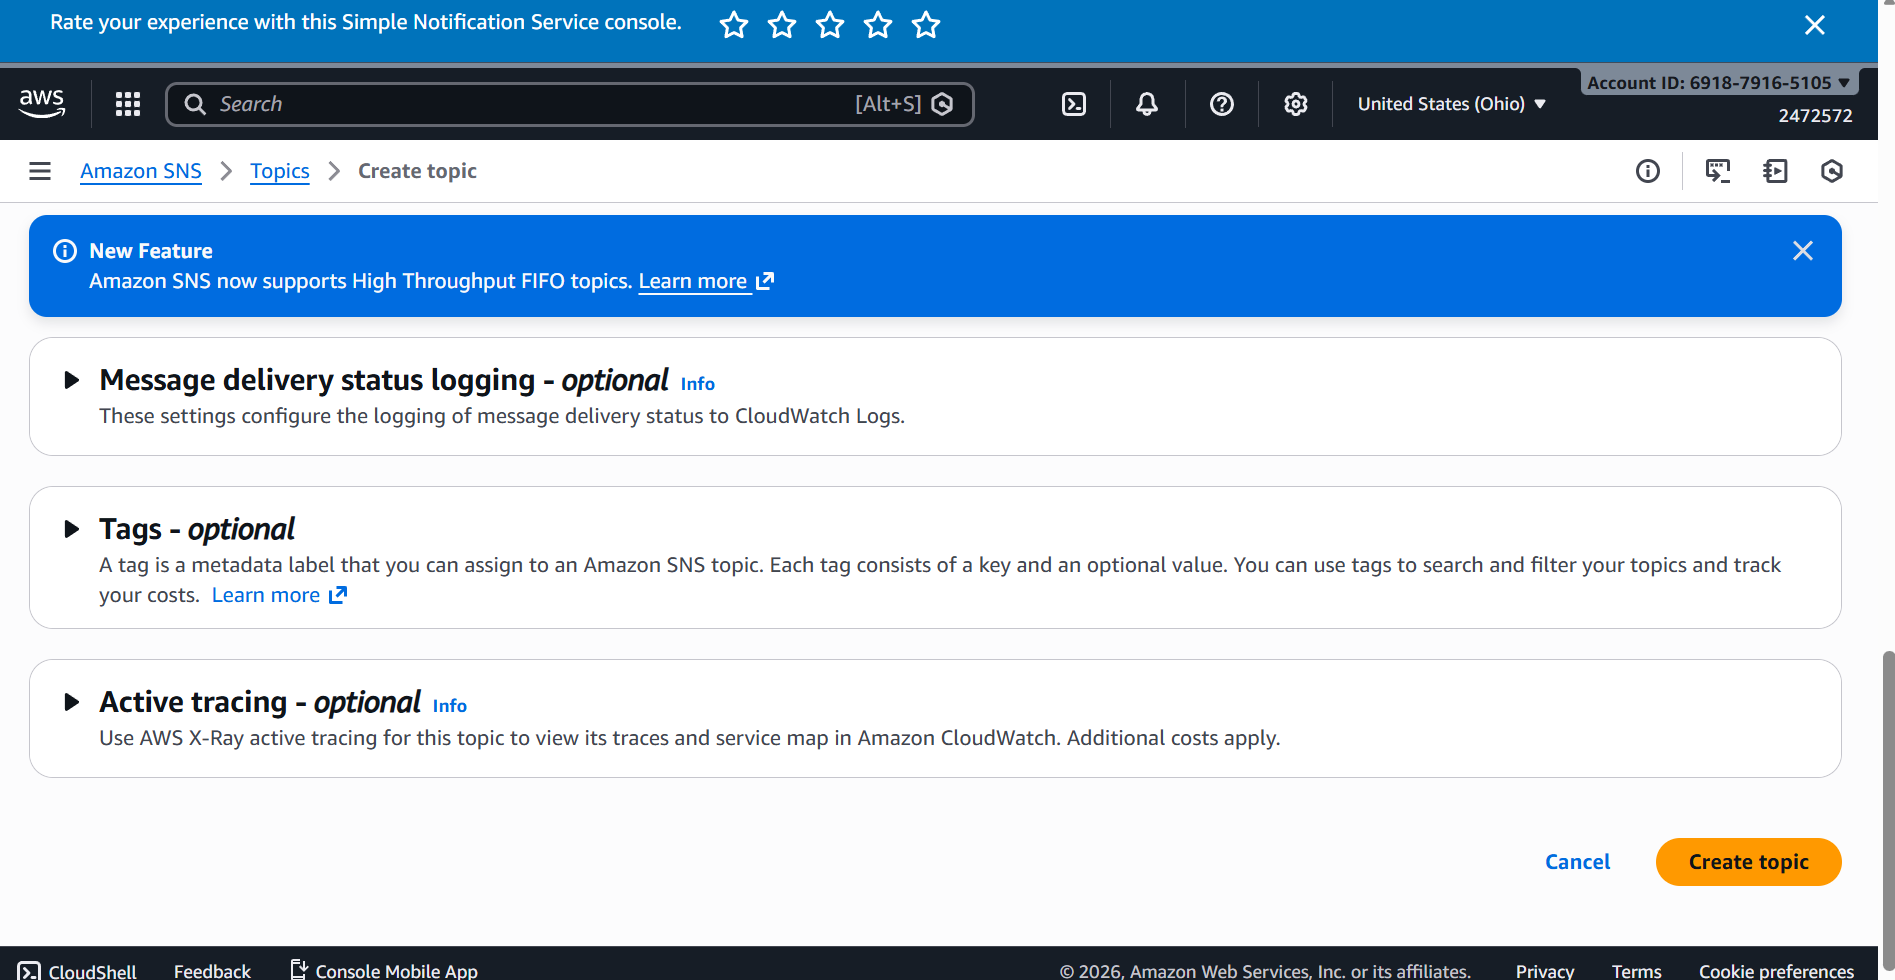 Rate your experience with this Simple Notification Service console.
aws
Search
[Alt+S]
United States (Ohio)
Account ID: 6918-7916-5105
2472572
Amazon SNS
Topics
Create topic
New Feature
Amazon SNS now supports High Throughput FIFO topics. Learn more
Message delivery status logging - optional Info
These settings configure the logging of message delivery status to CloudWatch Logs.
Tags - optional
A tag is a metadata label that you can assign to an Amazon SNS topic. Each tag consists of a key and an optional value. You can use tags to search and filter your topics and track
your costs. Learn more
Active tracing - optional Info
Use AWS X-Ray active tracing for this topic to view its traces and service map in Amazon CloudWatch. Additional costs apply.
Cancel
Create topic
CloudShell
Feedback
Console Mobile App
© 2026, Amazon Web Services, Inc. or its affiliates.
Privacy
Terms
Cookie preferences